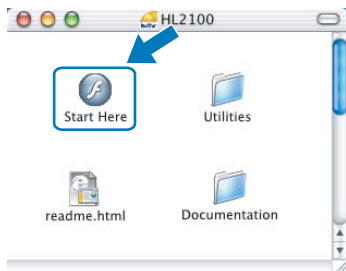 HL2100
Start Here
Utilities
readme.html
Documentation